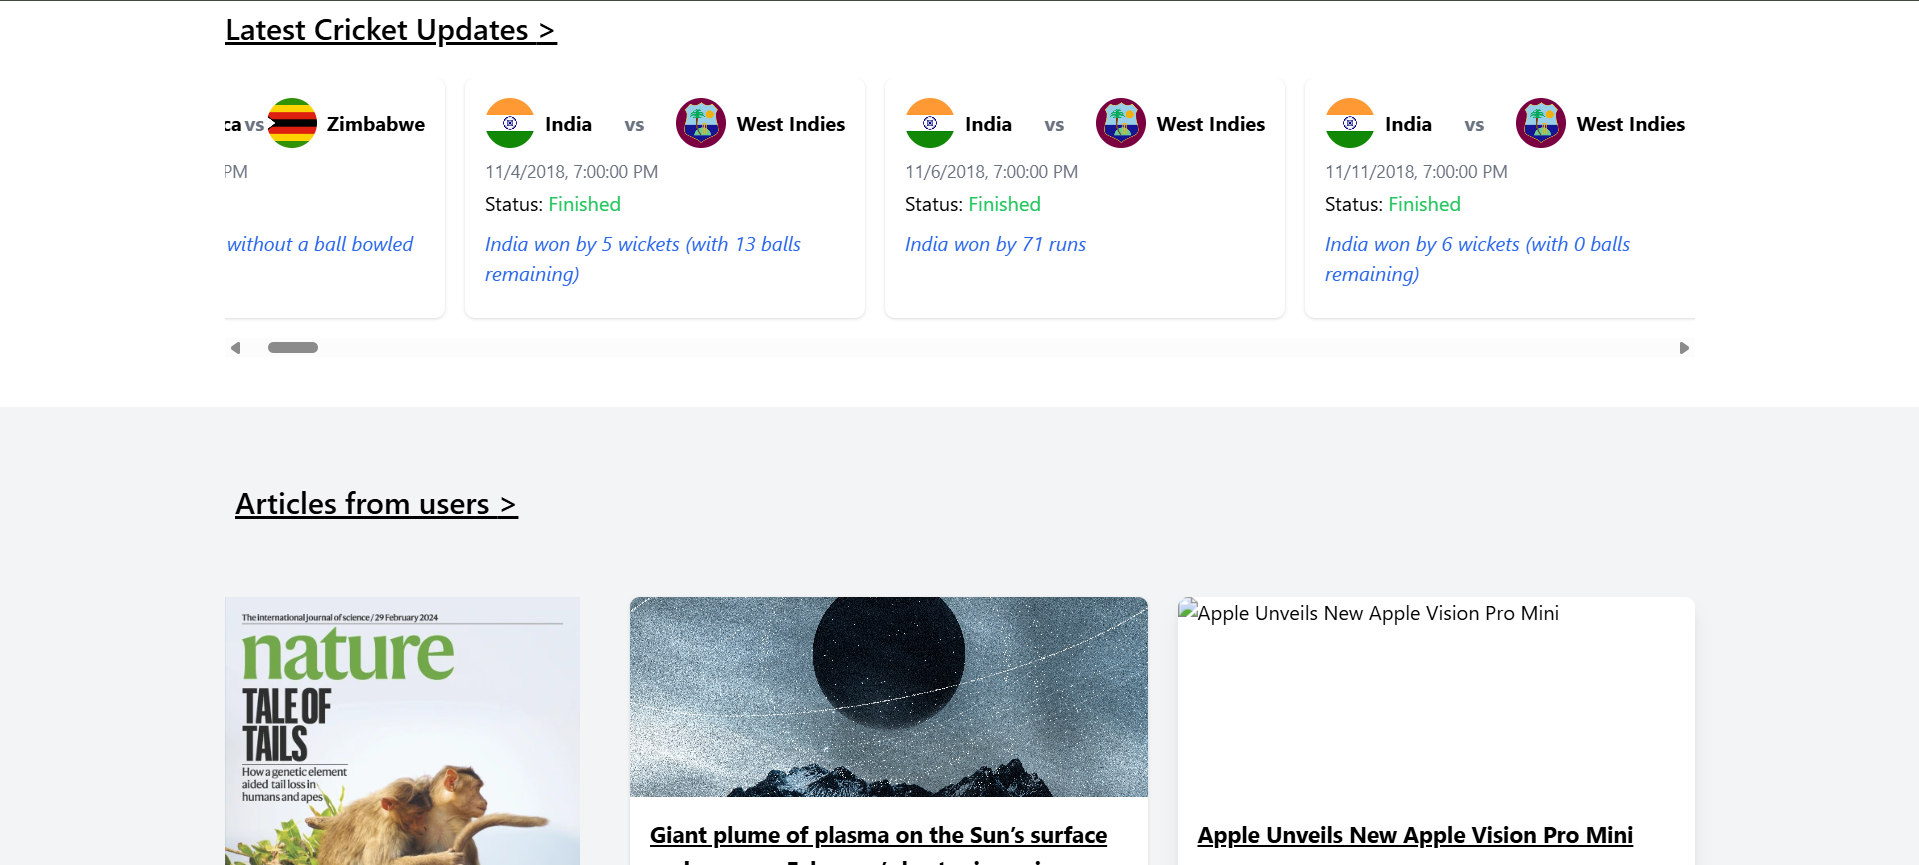 Latest Cricket Updates >
ca vs Zimbabwe
PM
without a ball bowled
India vs West Indies
11/4/2018, 7:00:00 PM
Status: Finished
India won by 5 wickets (with 13 balls
remaining)
India vs West Indies
11/6/2018, 7:00:00 PM
Status: Finished
India won by 71 runs
India vs West Indies
11/11/2018, 7:00:00 PM
Status: Finished
India won by 6 wickets (with 0 balls
remaining)
Articles from users >
The international journal of science / 29 February 2024
nature
TALE OF
TAILS
How a genetic element
aided tail loss in
humans and apes
Giant plume of plasma on the Sun’s surface
Apple Unveils New Apple Vision Pro Mini
Apple Unveils New Apple Vision Pro Mini